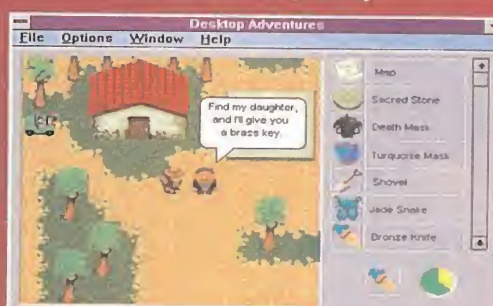 Desktop Adventures
File Options Window Help
Find my daughter,
and I'll give you
a brass key.
Map
Sacred Stone
Death Mask
Turquoise Mask
Shovel
Jade Snake
Bronze Knife